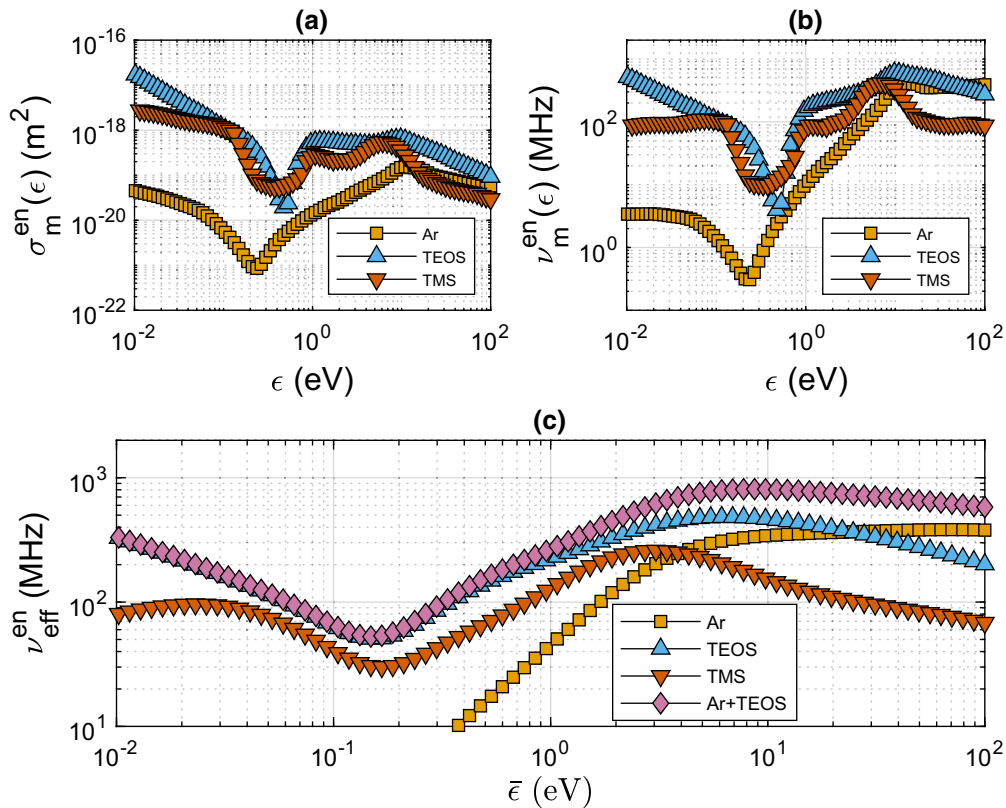 (a)
10^-16
10^-18
10^-20
10^-22
σ_m^en(ϵ) (m^2)
Ar
TEOS
TMS
10^-2
10^0
10^2
ϵ (eV)
(b)
10^2
10^0
ν_m^en(ϵ) (MHz)
Ar
TEOS
TMS
10^-2
10^0
10^2
ϵ (eV)
(c)
10^3
10^2
10^1
ν_eff^en (MHz)
Ar
TEOS
TMS
Ar+TEOS
10^-2
10^-1
10^0
10^1
10^2
ϵ̄ (eV)